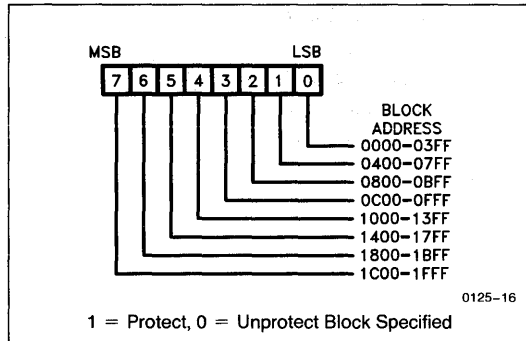 MSB LSB
7 6 5 4 3 2 1 0
BLOCK
ADDRESS
0000-03FF
0400-07FF
0800-0BFF
0C00-0FFF
1000-13FF
1400-17FF
1800-1BFF
1C00-1FFF
0125-16
1 = Protect, 0 = Unprotect Block Specified